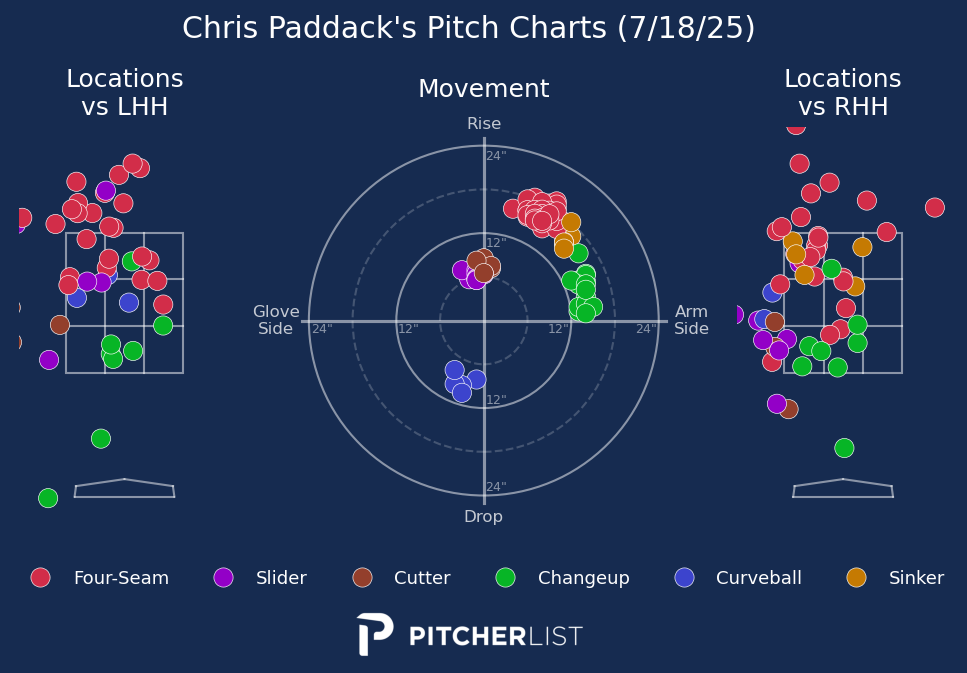 Chris Paddack's Pitch Charts (7/18/25)
Locations
vs LHH
Movement
Locations
vs RHH
Rise
24"
12"
Glove
Side
24"
12"
12"
24"
Arm
Side
12"
24"
Drop
Four-Seam
Slider
Cutter
Changeup
Curveball
Sinker
PITCHERLIST